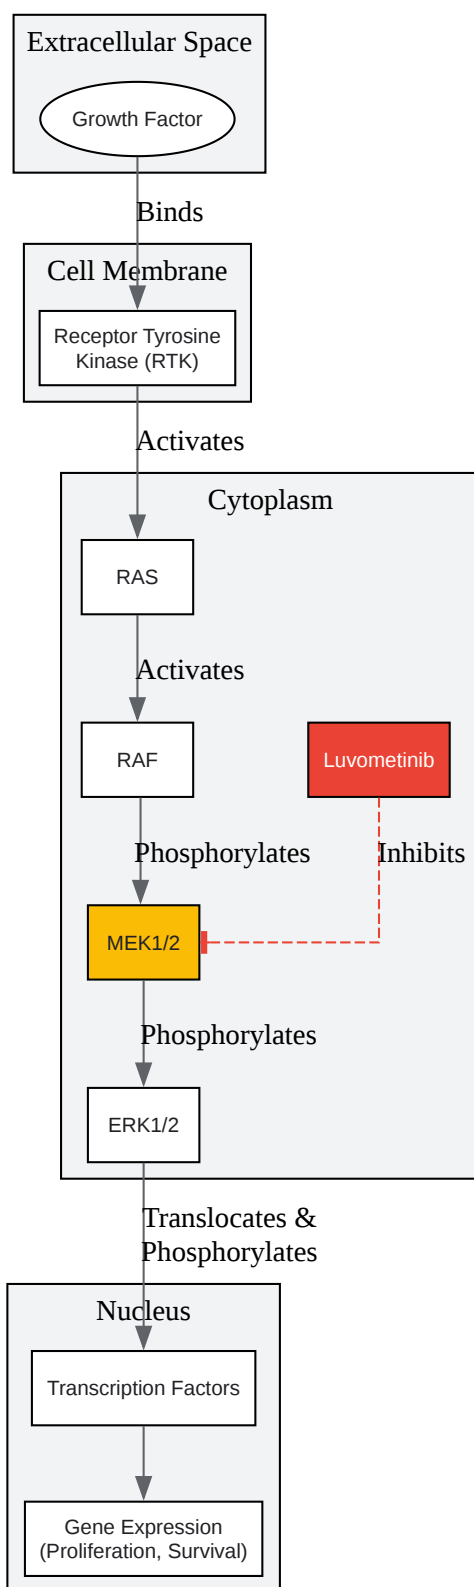 Extracellular Space
Growth Factor
Binds
Cell Membrane
Receptor Tyrosine
Kinase (RTK)
Activates
Cytoplasm
RAS
Activates
RAF
Luvometinib
Phosphorylates
Inhibits
MEK1/2
Phosphorylates
ERK1/2
Translocates &
Phosphorylates
Nucleus
Transcription Factors
Gene Expression
(Proliferation, Survival)